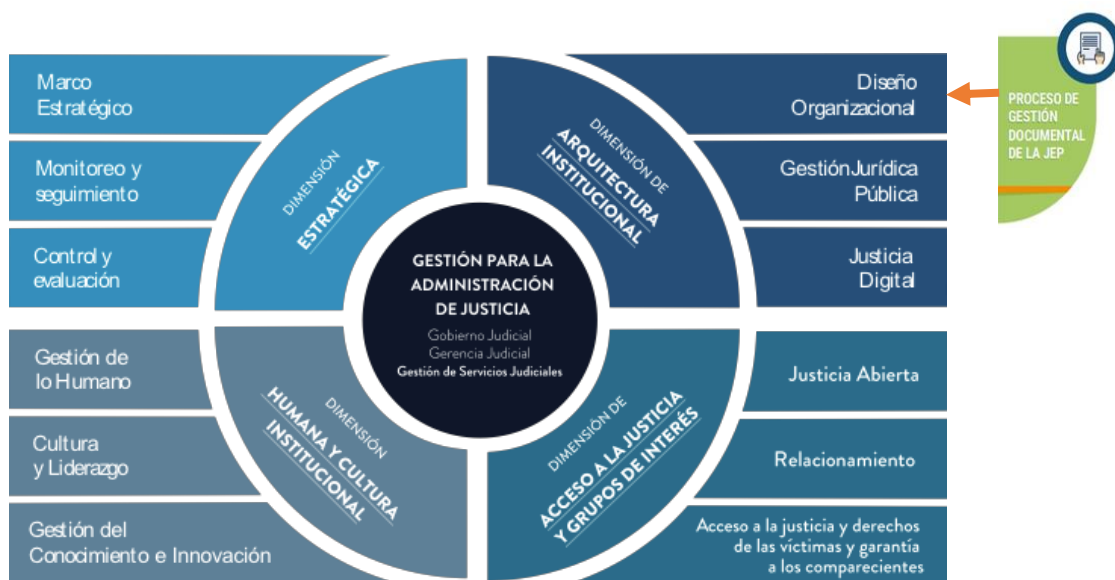 Marco
Estratégico
Monitoreo y
seguimiento
Control y
evaluación
DIMENSIÓN
ESTRATÉGICA
DIMENSIÓN DE
ARQUITECTURA
INSTITUCIONAL
Diseño
Organizacional
Gestión Jurídica
Pública
Justicia
Digital
PROCESO DE
GESTIÓN
DOCUMENTAL
DE LA JEP
GESTIÓN PARA LA
ADMINISTRACIÓN
DE JUSTICIA
Gobierno Judicial
Gerencia Judicial
Gestión de Servicios Judiciales
Gestión de
lo Humano
Cultura
y Liderazgo
Gestión del
Conocimiento e Innovación
DIMENSIÓN
HUMANA Y CULTURA
INSTITUCIONAL
DIMENSIÓN DE
ACCESO A LA JUSTICIA
Y GRUPOS DE INTERÉS
Justicia Abierta
Relacionamiento
Acceso a la justicia y derechos
de las víctimas y garantía
a los comparecientes